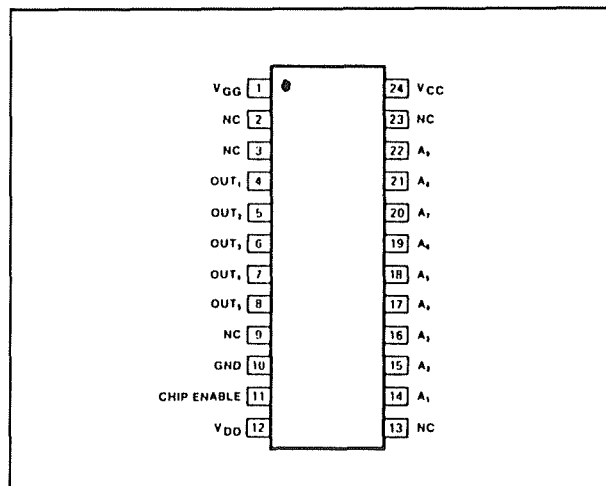 VGG 1 24 VCC
NC 2 23 NC
NC 3 22 A₉
OUT₁ 4 21 A₈
OUT₂ 5 20 A₇
OUT₃ 6 19
OUT₄ 7 18 A₅
OUT₅ 8 17
NC 9 16 A₃
GND 10 15 A₂
CHIP ENABLE 11 14 A₁
VDD 12 13 NC